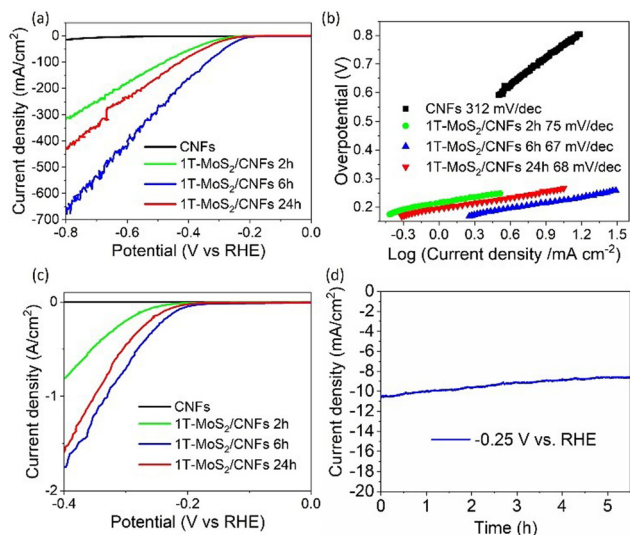 (a)
Current density (mA/cm²)
0
-100
-200
-300
-400
-500
-600
-700
CNFs
1T-MoS₂/CNFs 2h
1T-MoS₂/CNFs 6h
1T-MoS₂/CNFs 24h
-0.8 -0.6 -0.4 -0.2 0.0
Potential (V vs RHE)
(b)
Overpotential (V)
0.8
0.6
0.4
0.2
CNFs 312 mV/dec
1T-MoS₂/CNFs 2h 75 mV/dec
1T-MoS₂/CNFs 6h 67 mV/dec
1T-MoS₂/CNFs 24h 68 mV/dec
-0.3 0.0 0.3 0.6 0.9 1.2 1.5
Log (Current density /mA cm⁻²)
(c)
Current density (A/cm²)
0
-1
-2
CNFs
1T-MoS₂/CNFs 2h
1T-MoS₂/CNFs 6h
1T-MoS₂/CNFs 24h
-0.4 -0.2 0.0
Potential (V vs RHE)
(d)
Current density (mA/cm²)
0
-2
-4
-6
-8
-10
-12
-14
-16
-18
-20
-0.25 V vs. RHE
0 1 2 3 4 5
Time (h)